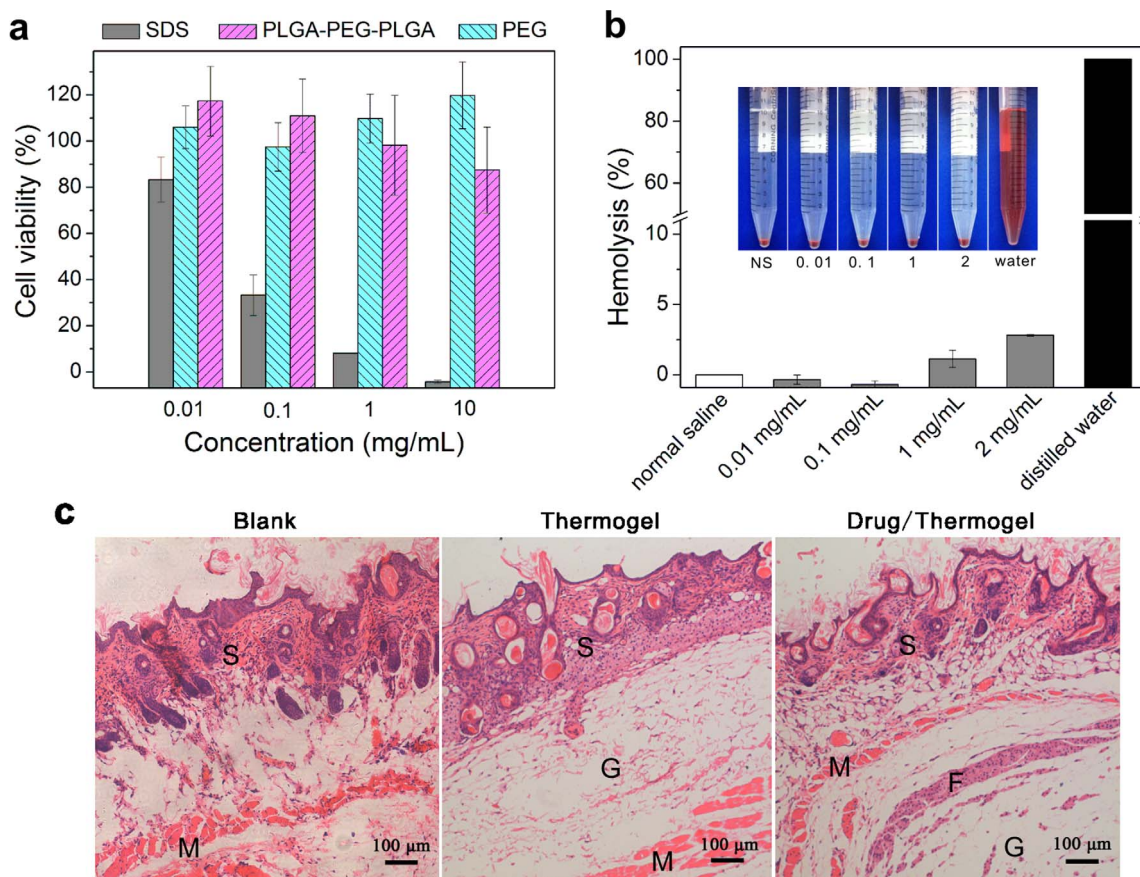 a
SDS PLGA-PEG-PLGA PEG
Cell viability (%)
120
100
80
60
40
20
0
0.01 0.1 1 10
Concentration (mg/mL)
b
Hemolysis (%)
100
80
60
10
5
0
NS 0.01 0.1 1 2 water
normal saline
0.01 mg/mL
0.1 mg/mL
1 mg/mL
2 mg/mL
distilled water
c
Blank Thermogel Drug/Thermogel
S
M
100 μm
S
G
M
100 μm
S
M
F
G
100 μm